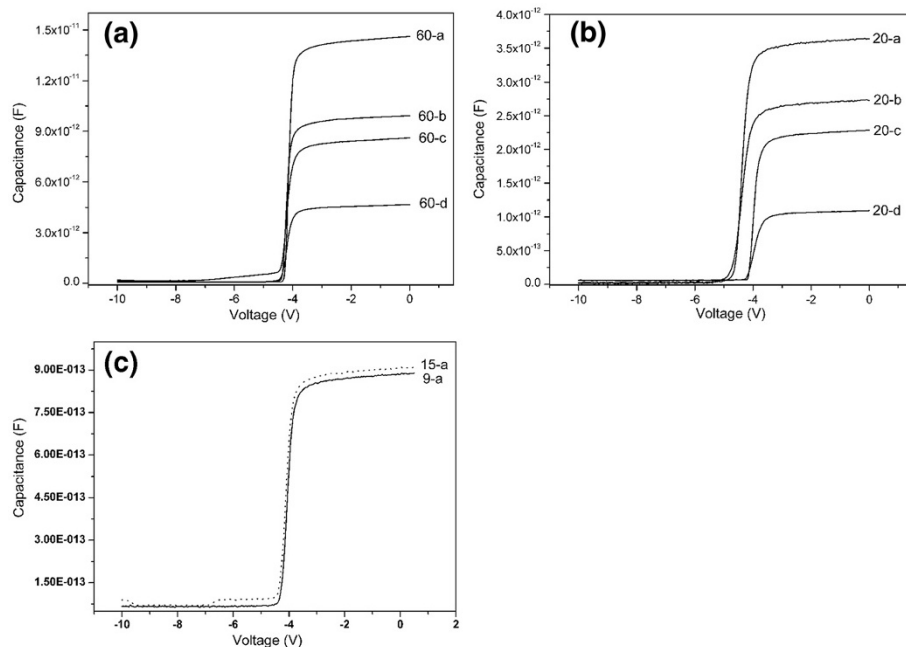 (a)
60-a
60-b
60-c
60-d
1.5x10⁻¹¹
1.2x10⁻¹¹
9.0x10⁻¹²
6.0x10⁻¹²
3.0x10⁻¹²
0.0
Capacitance (F)
-10 -8 -6 -4 -2 0
Voltage (V)
(b)
20-a
20-b
20-c
20-d
4.0x10⁻¹²
3.5x10⁻¹²
3.0x10⁻¹²
2.5x10⁻¹²
2.0x10⁻¹²
1.5x10⁻¹²
1.0x10⁻¹²
5.0x10⁻¹³
0.0
Capacitance (F)
-10 -8 -6 -4 -2 0
Voltage (V)
(c)
15-a
9-a
9.00E-013
7.50E-013
6.00E-013
4.50E-013
3.00E-013
1.50E-013
Capacitance (F)
-10 -8 -6 -4 -2 0 2
Voltage (V)